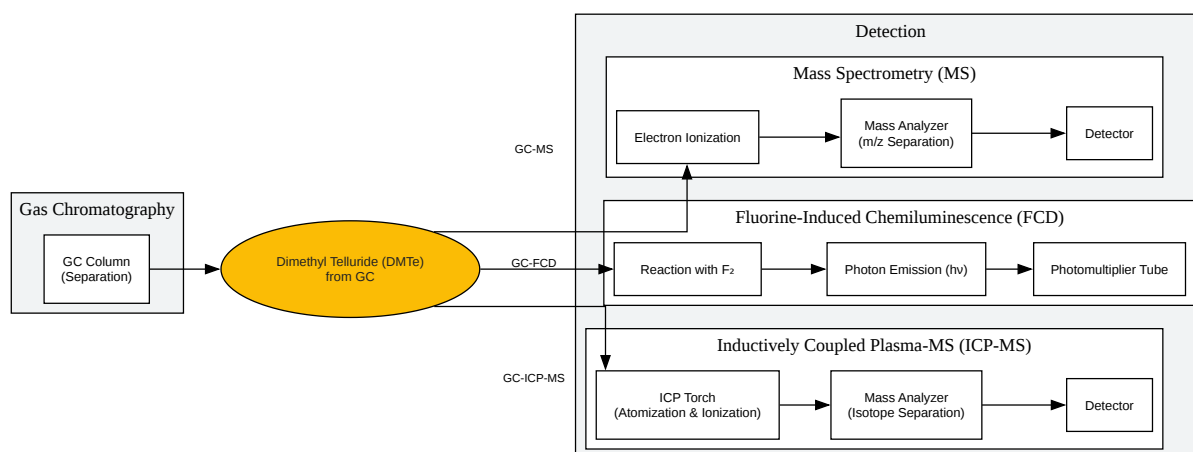 Detection
Mass Spectrometry (MS)
Electron Ionization
Mass Analyzer
(m/z Separation)
Detector
GC-MS
Gas Chromatography
GC Column
(Separation)
Dimethyl Telluride (DMTe)
from GC
GC-FCD
Fluorine-Induced Chemiluminescence (FCD)
Reaction with F₂
Photon Emission (hν)
Photomultiplier Tube
GC-ICP-MS
Inductively Coupled Plasma-MS (ICP-MS)
ICP Torch
(Atomization & Ionization)
Mass Analyzer
(Isotope Separation)
Detector